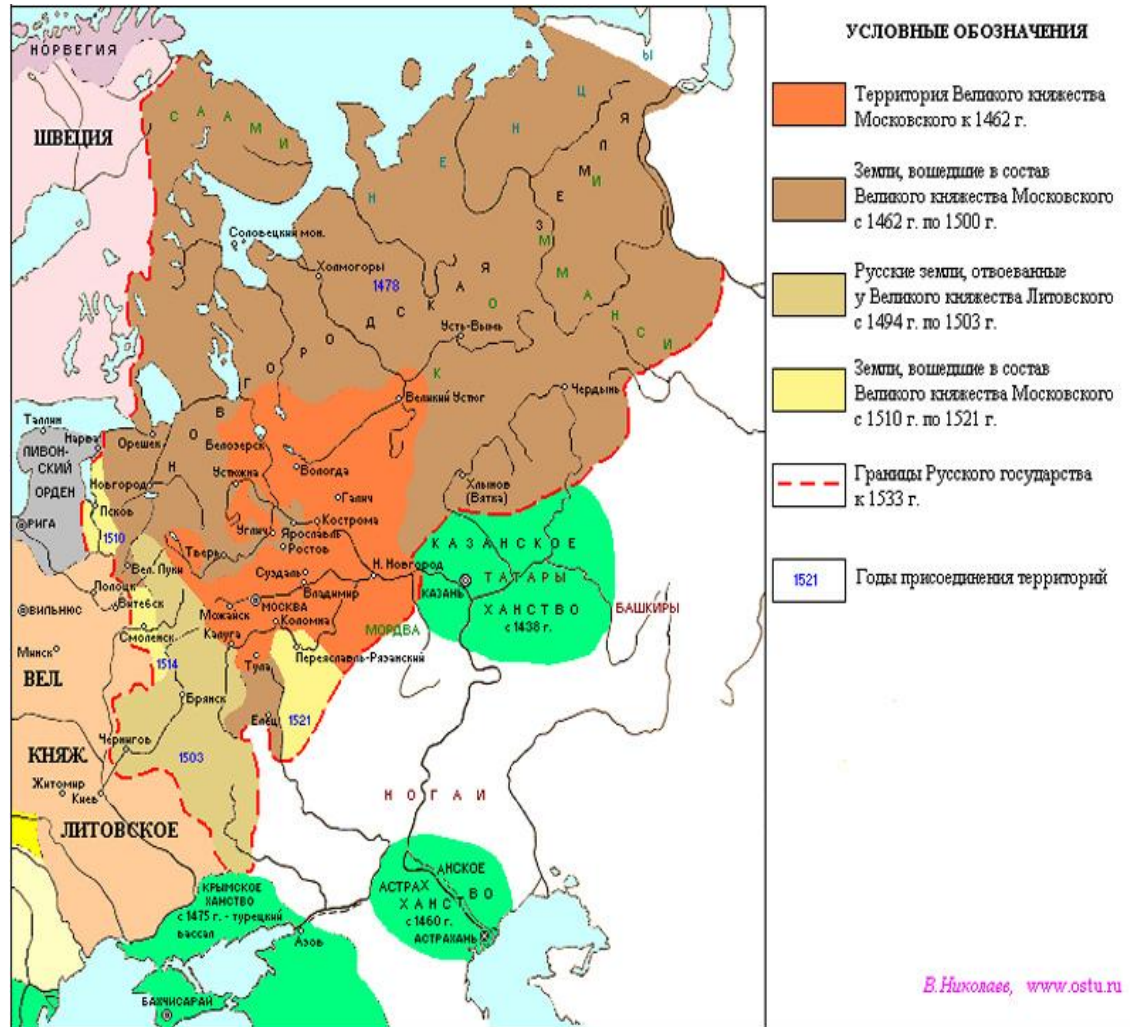 НОРВЕГИЯ
ШВЕЦИЯ
СААМИ
НЕНЦЫ
НОВГОРОДСКАЯ ЗЕМЛЯ
КОМИ
МАНСИ
Соловецкий мон.
Холмогоры
1478
Усть-Вымь
Чердынь
Великий Устюг
Таллин
Нарва
Орешек
Белозерск
ЛИВОН-
СКИЙ
ОРДЕН
Новгород
Устюжна
Вологда
Хлынов
(Вятка)
Галич
Псков
РИГА
1510
Углич
Кострома
Ярославль
Ростов
Тверь
Вел. Луки
Суздаль
Н. Новгород
Владимир
КАЗАНСКОЕ
ТАТАРЫ
КАЗАНЬ
ХАНСТВО
с 1438 г.
БАШКИРЫ
Полоцк
Витебск
ВИЛЬНЮС
Можайск
МОСКВА
Коломна
Смоленск
Калуга
МОРДВА
Минск
1514
Тула
Переяславль-Рязанский
ВЕЛ.
Брянск
Елец
1521
Чернигов
1503
КНЯЖ.
Житомир
Киев
НОГАИ
ЛИТОВСКОЕ
КРЫМСКОЕ
ХАНСТВО
с 1475 г. - турецкий
вассал
Азов
АСТРАХАНСКОЕ
ХАНСТВО
с 1460 г.
АСТРАХАНЬ
БАХЧИСАРАЙ
УСЛОВНЫЕ ОБОЗНАЧЕНИЯ
Территория Великого княжества
Московского к 1462 г.
Земли, вошедшие в состав
Великого княжества Московского
с 1462 г. по 1500 г.
Русские земли, отвоеванные
у Великого княжества Литовского
с 1494 г. по 1503 г.
Земли, вошедшие в состав
Великого княжества Московского
с 1510 г. по 1521 г.
Границы Русского государства
к 1533 г.
1521
Годы присоединения территорий
В.Николаев, www.ostu.ru